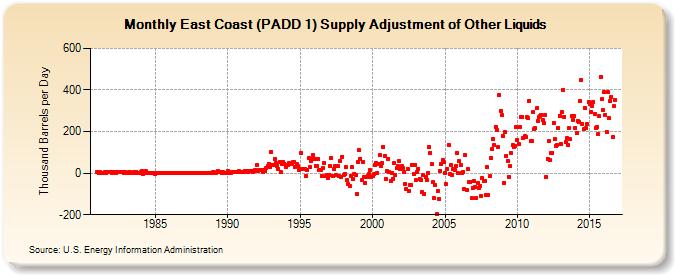 Monthly East Coast (PADD 1) Supply Adjustment of Other Liquids
Thousand Barrels per Day
600
400
200
0
-200
1985 1990 1995 2000 2005 2010 2015
Source: U.S. Energy Information Administration